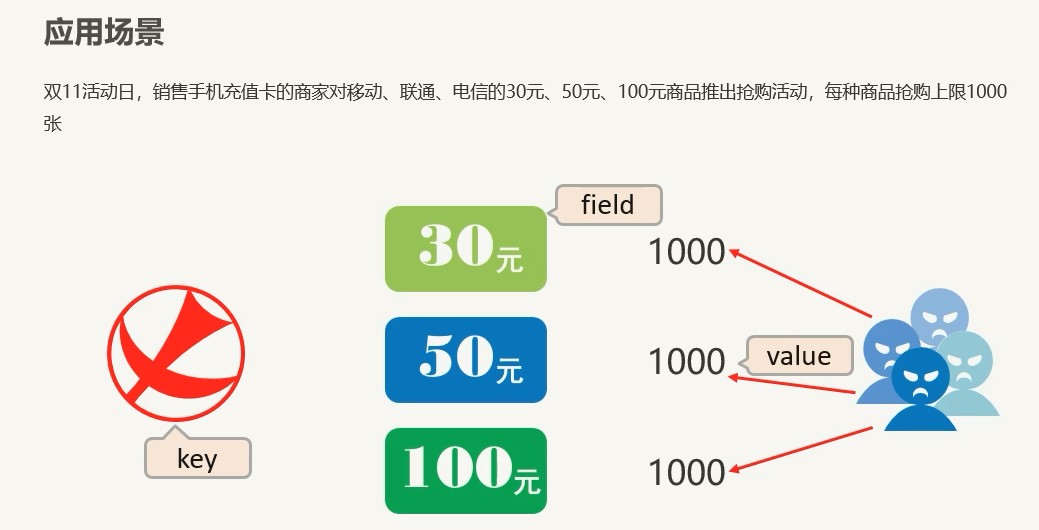 应用场景
双11活动日，销售手机充值卡的商家对移动、联通、电信的30元、50元、100元商品推出抢购活动，每种商品抢购上限1000
张
field
30元
1000
50元
1000
value
key
100元
1000